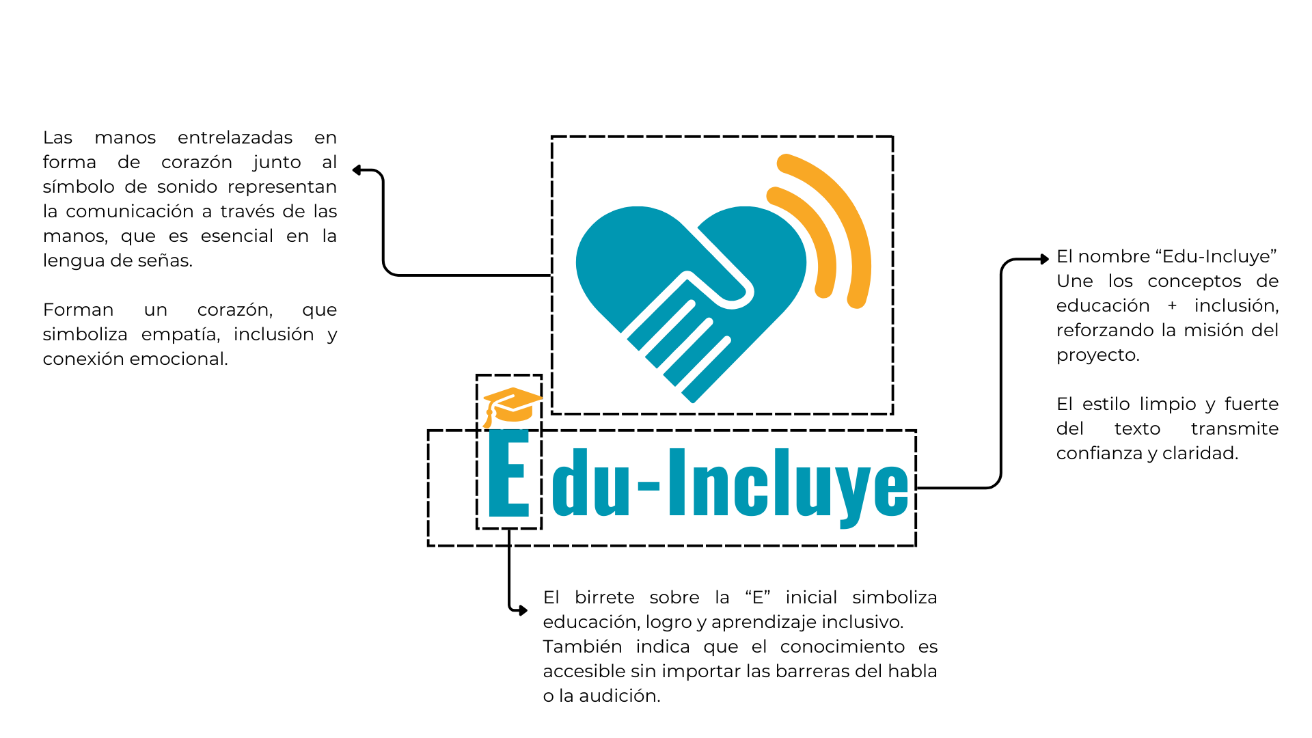 Las manos entrelazadas en
forma de corazón junto al
símbolo de sonido representan
la comunicación a través de las
manos, que es esencial en la
lengua de señas.
Forman un corazón, que
simboliza empatía, inclusión y
conexión emocional.
Edu-Incluye
El nombre “Edu-Incluye”
Une los conceptos de
educación + inclusión,
reforzando la misión del
proyecto.
El estilo limpio y fuerte
del texto transmite
confianza y claridad.
El birrete sobre la “E” inicial simboliza
educación, logro y aprendizaje inclusivo.
También indica que el conocimiento es
accesible sin importar las barreras del habla
o la audición.